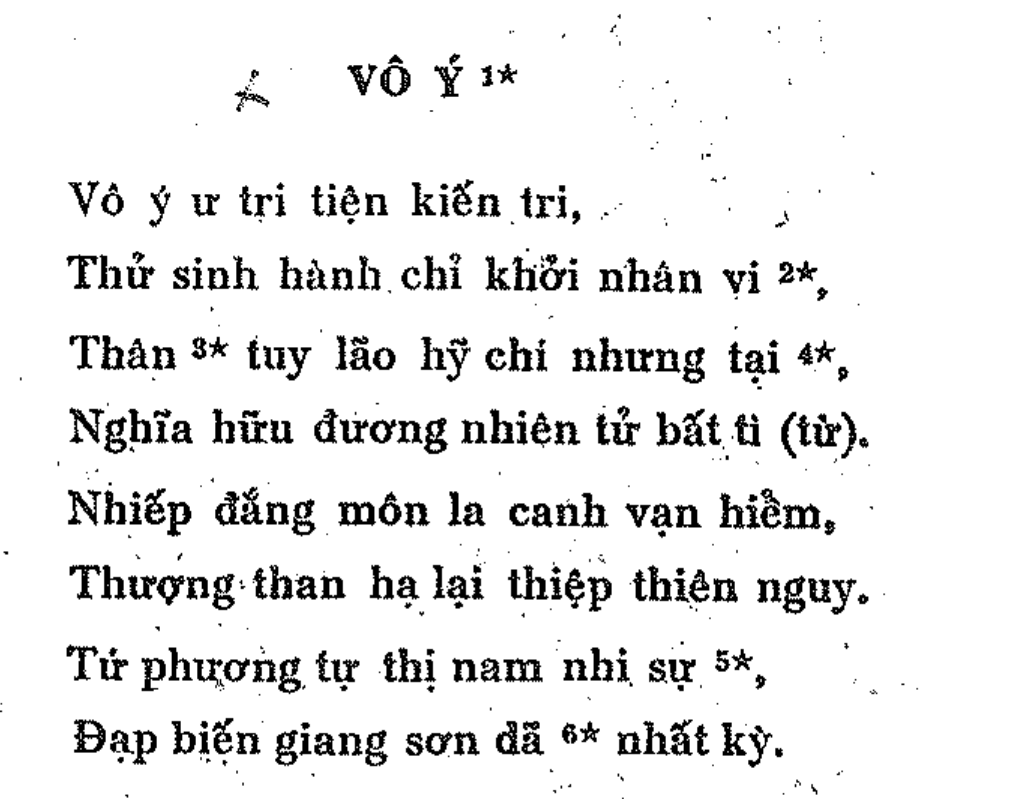 VÔ Ý 1*
Vô ý ư tri tiện kiến tri,
Thử sinh hành chỉ khởi nhân vi 2*,
Thân 3* tuy lão hỹ chí nhưng tại 4*,
Nghĩa hữu đương nhiên tử bất tì (từ).
Nhiếp đắng môn la canh vạn hiểm,
Thượng than hạ lại thiệp thiên nguy.
Tứ phương tự thị nam nhi sự 5*,
Đạp biến giang sơn dã 6* nhất kỳ.